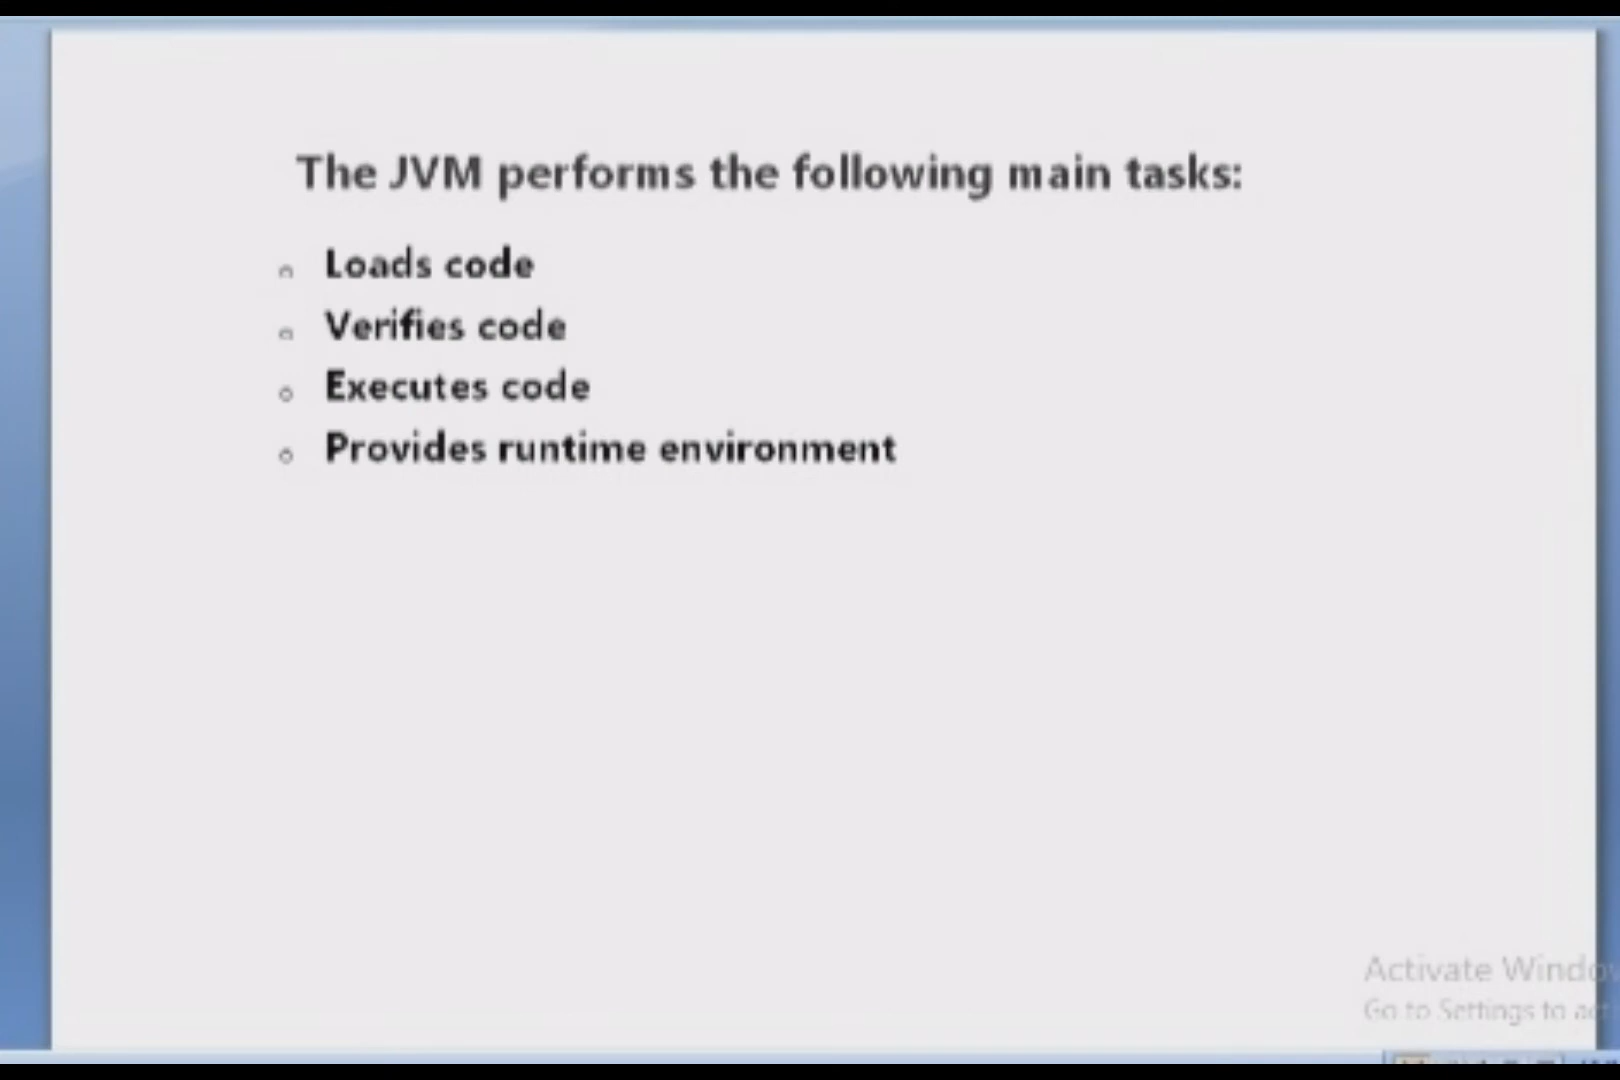 The JVM performs the following main tasks:
Loads code
Verifies code
Executes code
Provides runtime environment
Activate
Go to Settings to